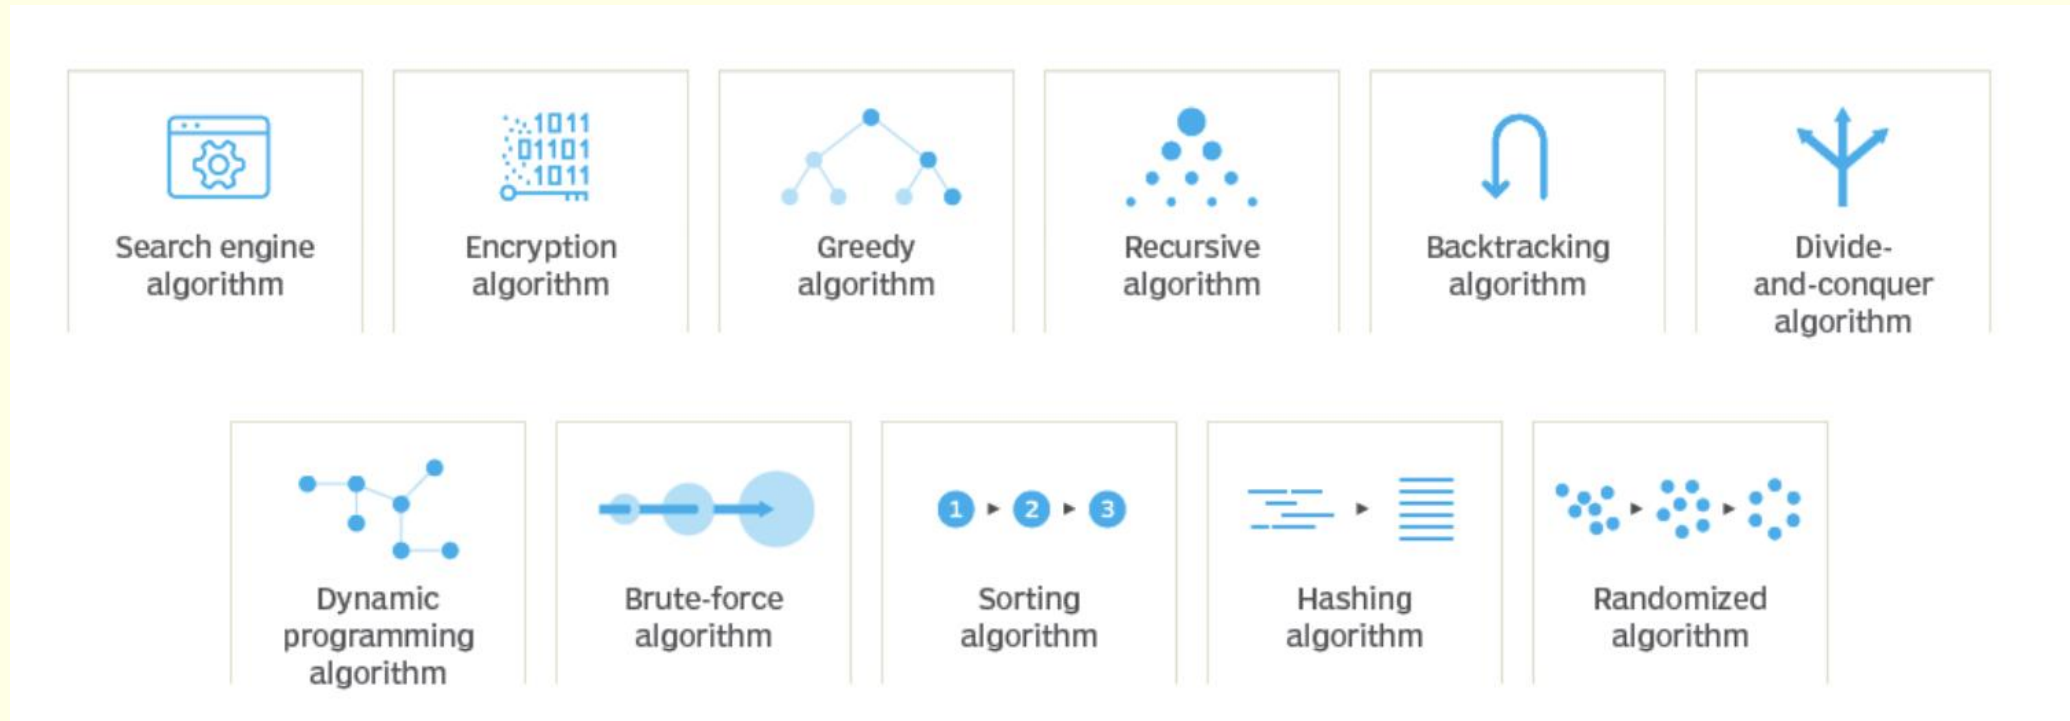 1011
01101
1011
Search engine
algorithm
Encryption
algorithm
Greedy
algorithm
Recursive
algorithm
Backtracking
algorithm
Divide-
and-conquer
algorithm
Dynamic
programming
algorithm
Brute-force
algorithm
1 2 3
Sorting
algorithm
Hashing
algorithm
Randomized
algorithm